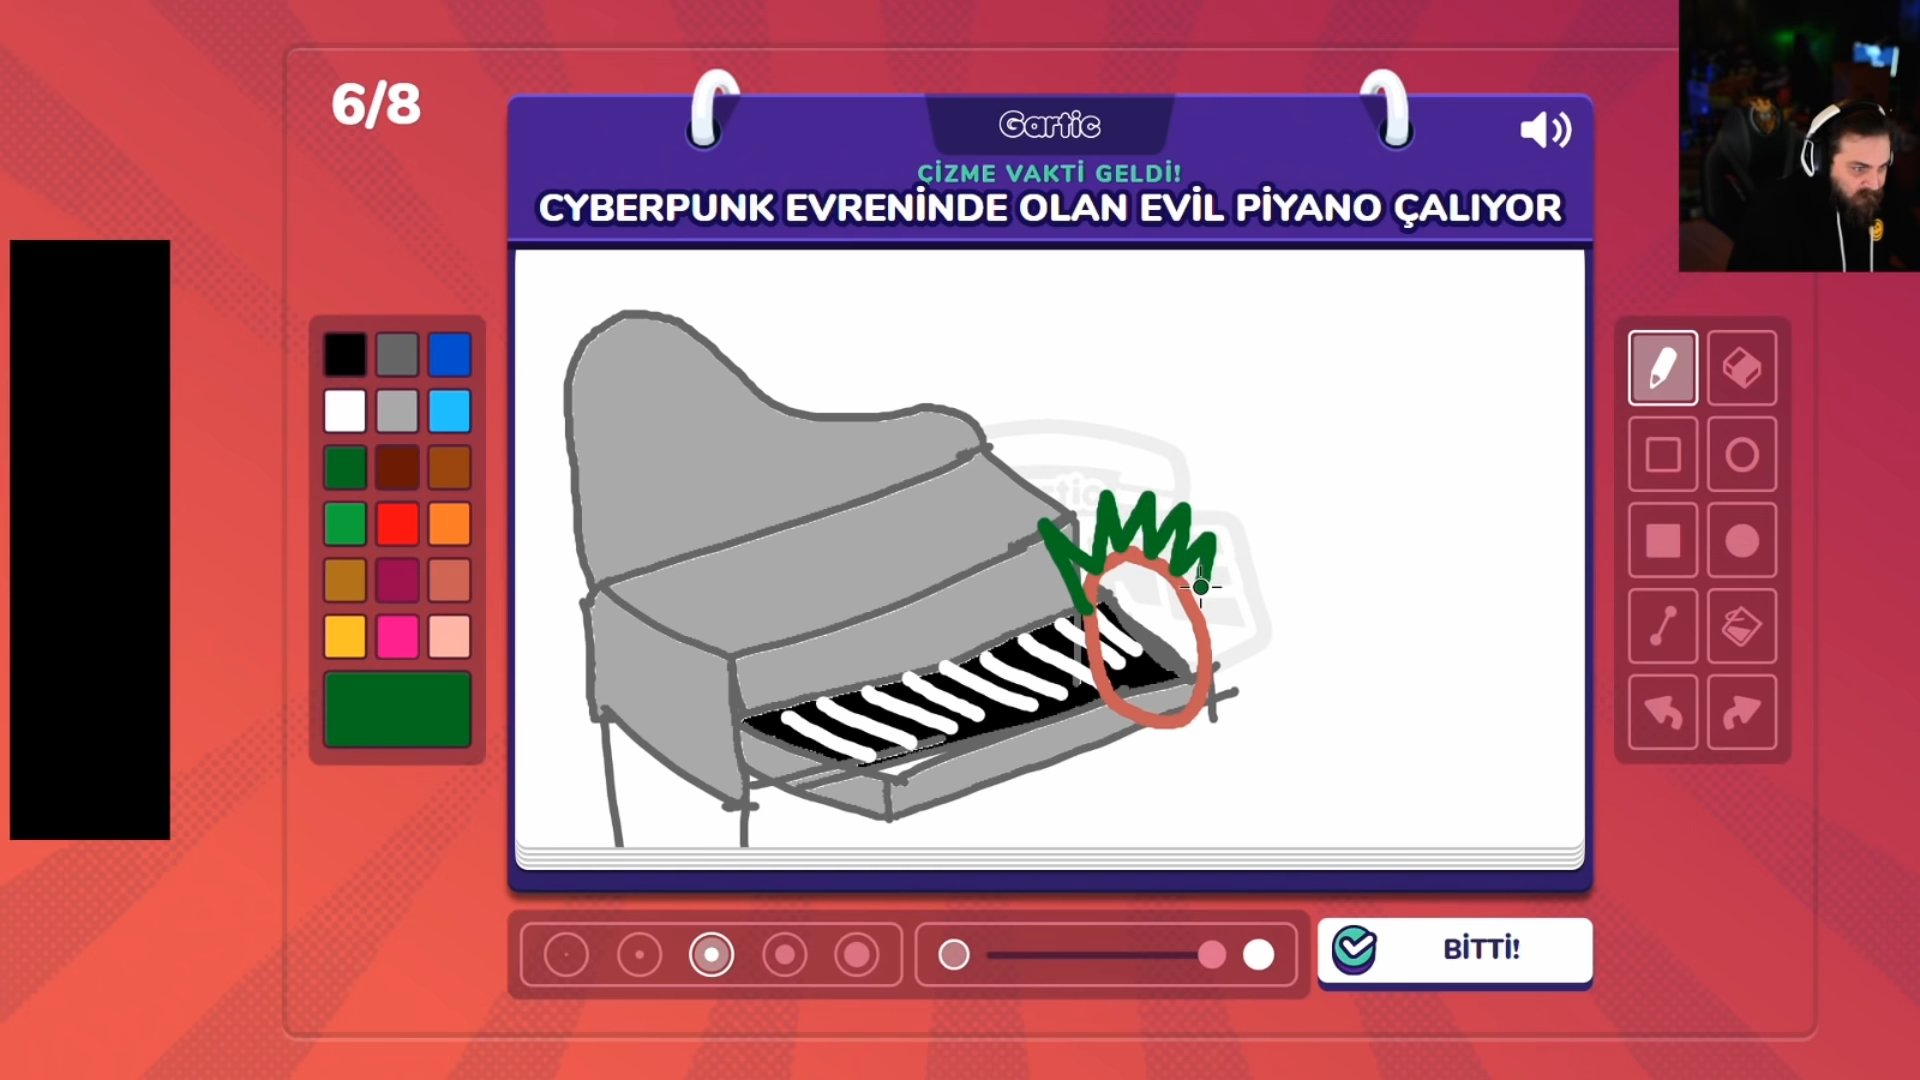 6/8
Gartic
ÇİZME VAKTİ GELDİ!
CYBERPUNK EVRENİNDE OLAN EVİL PİYANO ÇALIYOR
BİTTİ!